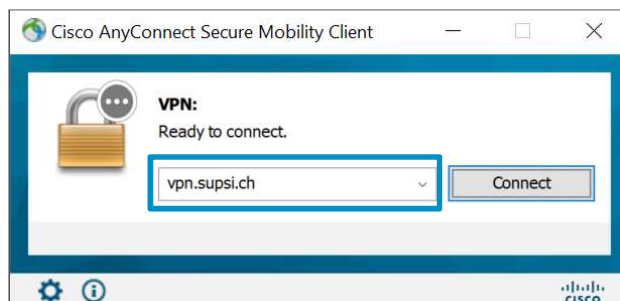 Cisco AnyConnect Secure Mobility Client
VPN:
Ready to connect.
vpn.supsi.ch
Connect
CISCO